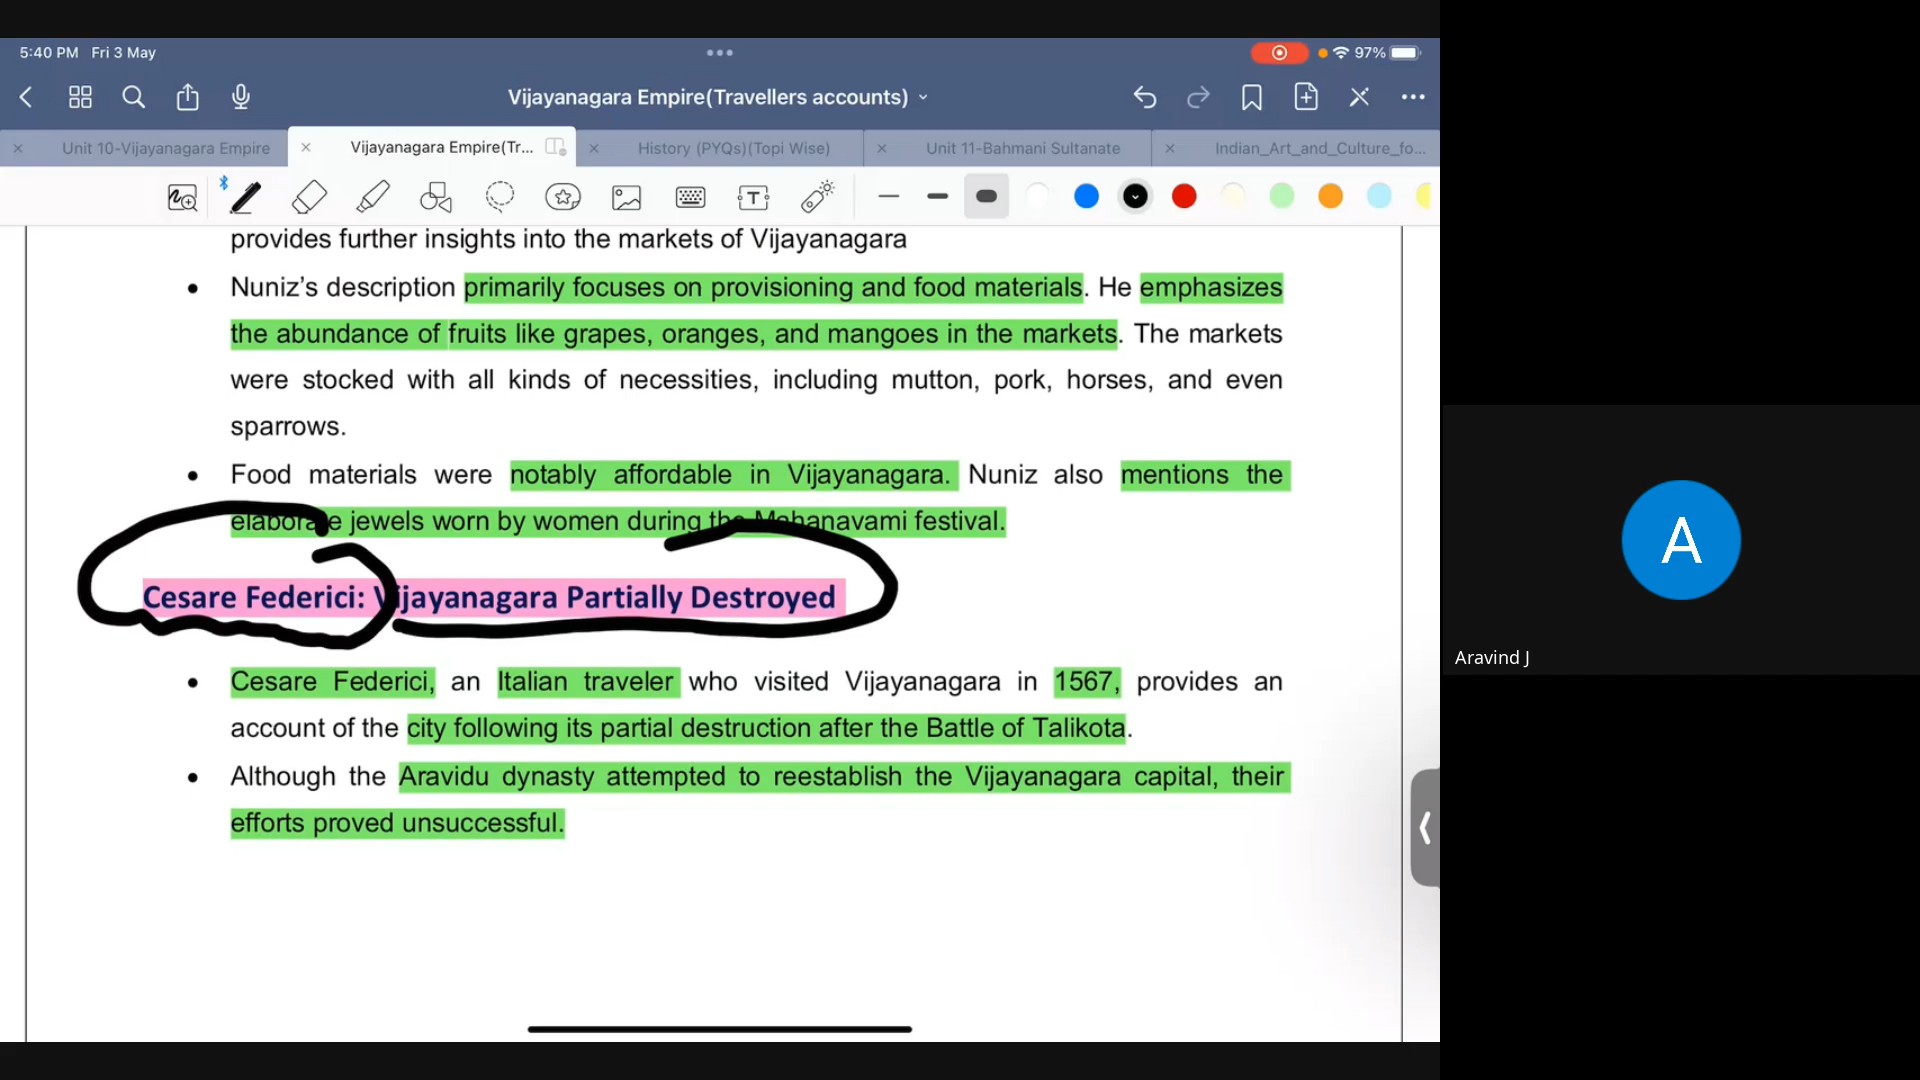 5:40 PM Fri 3 May
97%
Vijayanagara Empire(Travellers accounts)
Unit 10-Vijayanagara Empire
Vijayanagara Empire(Tr...
History (PYQs)(Topi Wise)
Unit 11-Bahmani Sultanate
Indian_Art_and_Culture_fo...
provides further insights into the markets of Vijayanagara
• Nuniz’s description primarily focuses on provisioning and food materials. He emphasizes
the abundance of fruits like grapes, oranges, and mangoes in the markets. The markets
were stocked with all kinds of necessities, including mutton, pork, horses, and even
sparrows.
• Food materials were notably affordable in Vijayanagara. Nuniz also mentions the
elaborate jewels worn by women during the Mahanavami festival.
Cesare Federici: Vijayanagara Partially Destroyed
• Cesare Federici, an Italian traveler who visited Vijayanagara in 1567, provides an
account of the city following its partial destruction after the Battle of Talikota.
• Although the Aravidu dynasty attempted to reestablish the Vijayanagara capital, their
efforts proved unsuccessful.
A
Aravind J